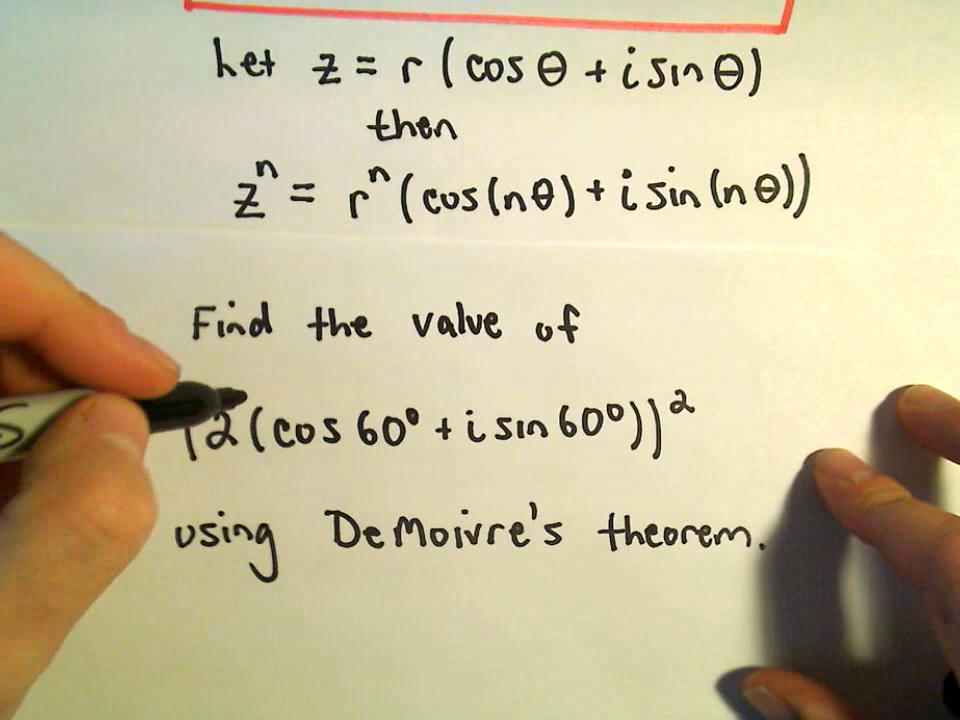 Let z = r (cos θ + i sin θ)
then
zⁿ = rⁿ (cos(nθ) + i sin(nθ))
Find the value of
[2(cos 60° + i sin 60°)]²
using DeMoivre's theorem.